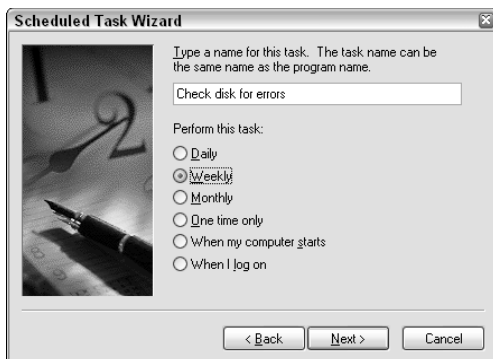 Scheduled Task Wizard
Type a name for this task. The task name can be
the same name as the program name.
Check disk for errors
Perform this task:
Daily
Weekly
Monthly
One time only
When my computer starts
When I log on
< Back
Next >
Cancel